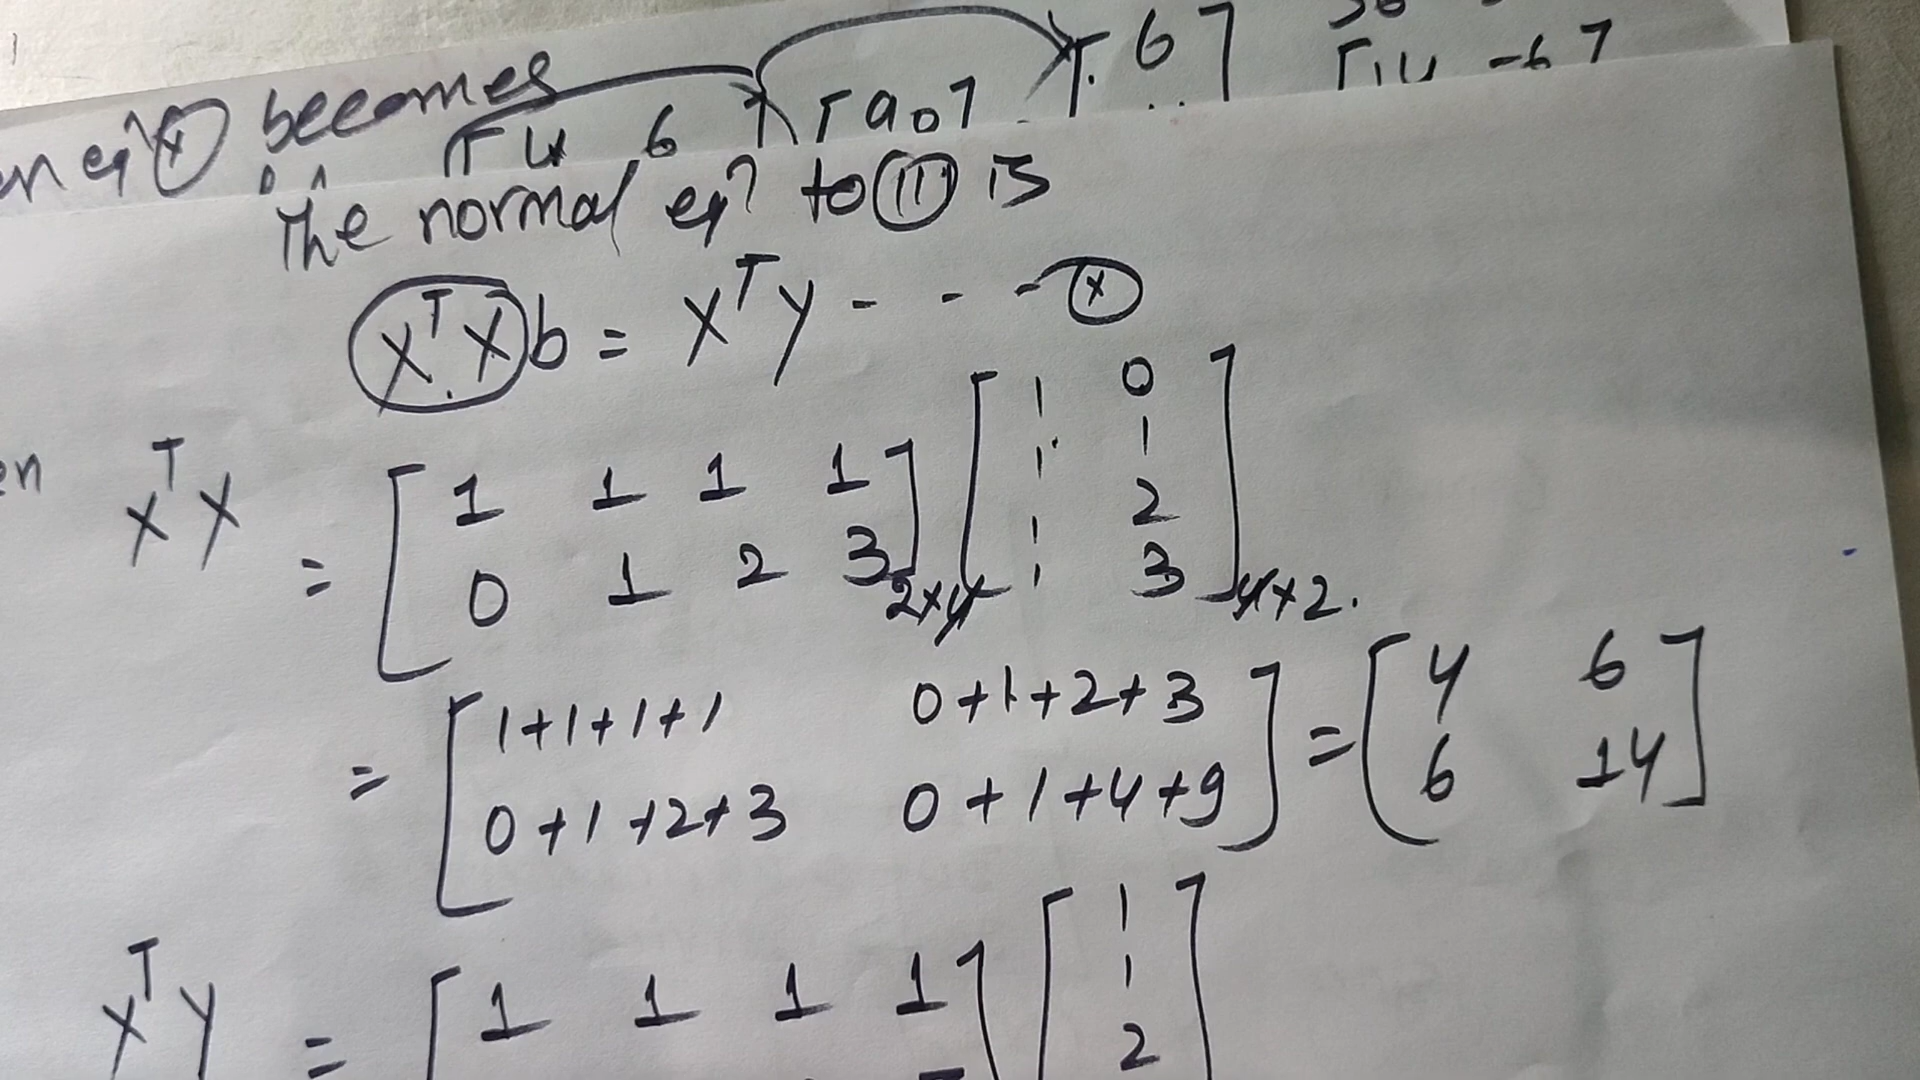 becomes
The normal eqn to (III) is
XᵀX b = Xᵀy - - - (*)
XᵀX = [ 1 1 1 1 ; 0 1 2 3 ]2×4 [ 1 0 ; 1 1 ; 1 2 ; 1 3 ]4×2.
= [ 1+1+1+1 0+1+2+3 ; 0+1+2+3 0+1+4+9 ] = [ 4 6 ; 6 14 ]
Xᵀy = [ 1 1 1 1 ] [ 1 ; 1 ; 2